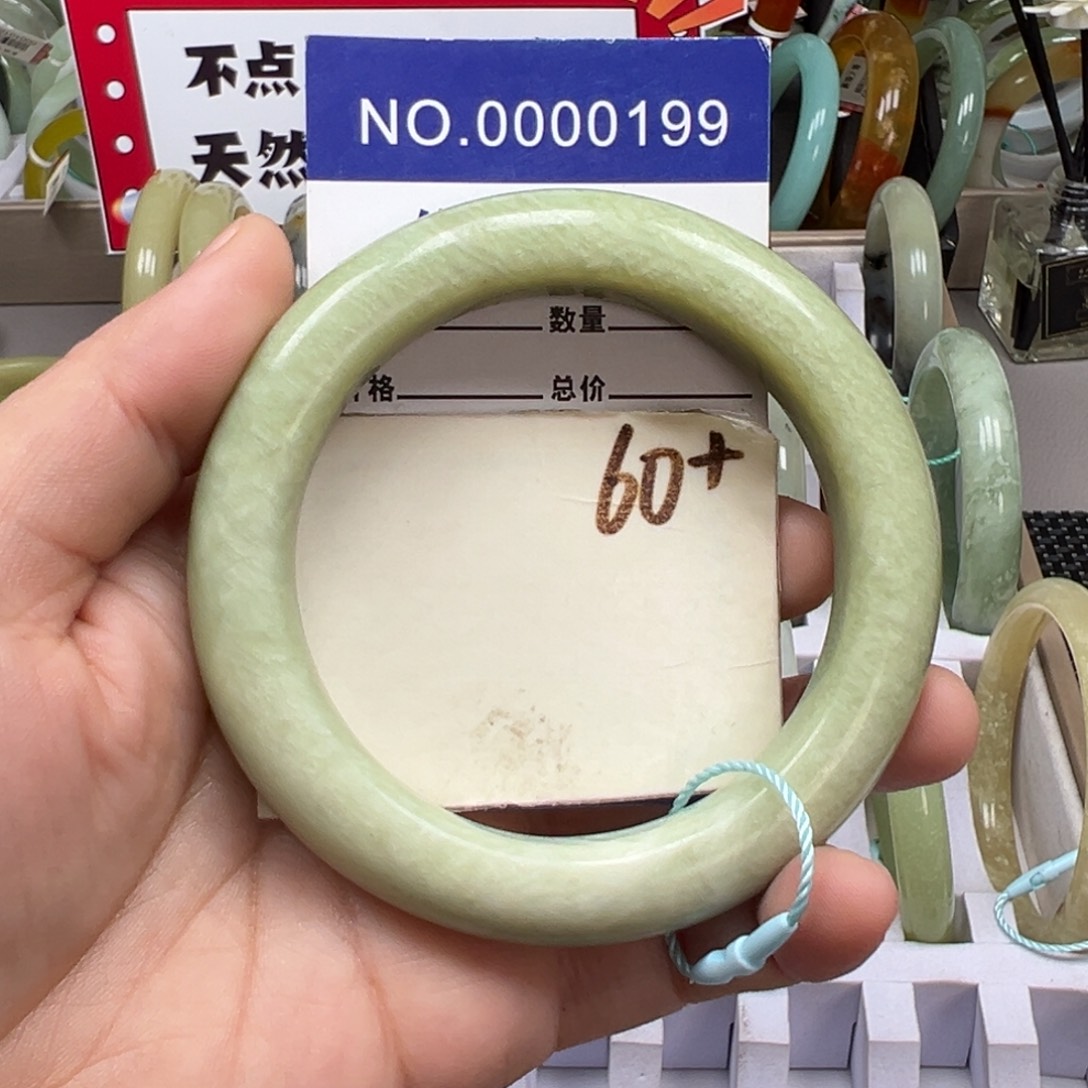 不点
天然
NO.0000199
数量
格
总价
60+